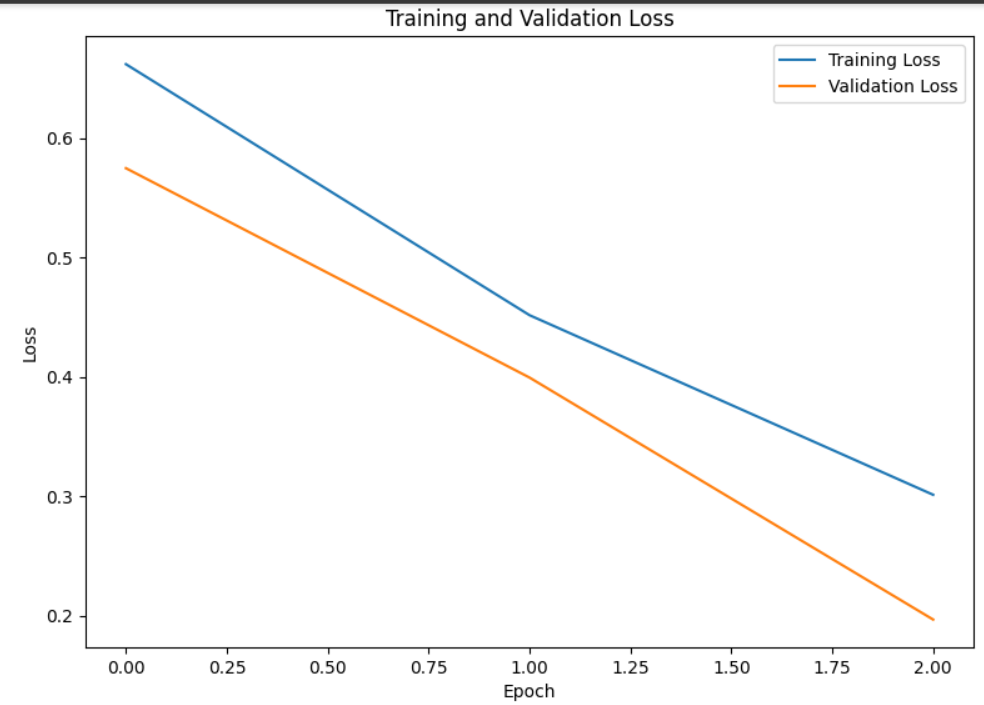 Training and Validation Loss
Training Loss
Validation Loss
0.6
0.5
0.4
0.3
0.2
Loss
0.00 0.25 0.50 0.75 1.00 1.25 1.50 1.75 2.00
Epoch